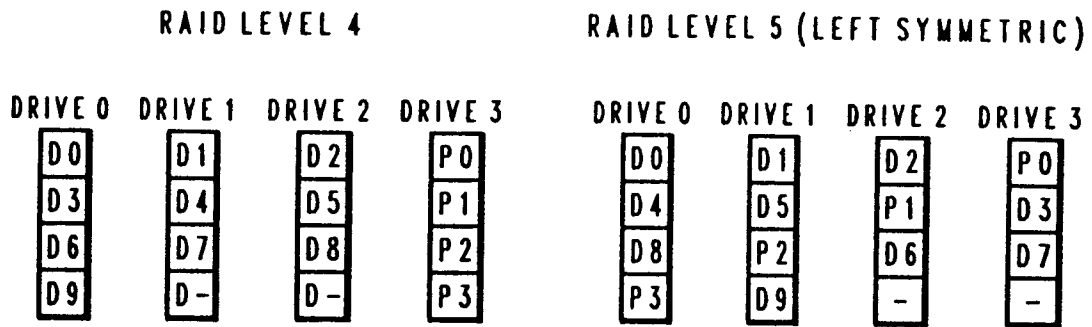 RAID LEVEL 4 RAID LEVEL 5 (LEFT SYMMETRIC)
DRIVE 0 DRIVE 1 DRIVE 2 DRIVE 3 DRIVE 0 DRIVE 1 DRIVE 2 DRIVE 3
D0 D1 D2 P0 D0 D1 D2 P0
D3 D4 D5 P1 D4 D5 P1 D3
D6 D7 D8 P2 D8 P2 D6 D7
D9 D- D- P3 P3 D9 - -